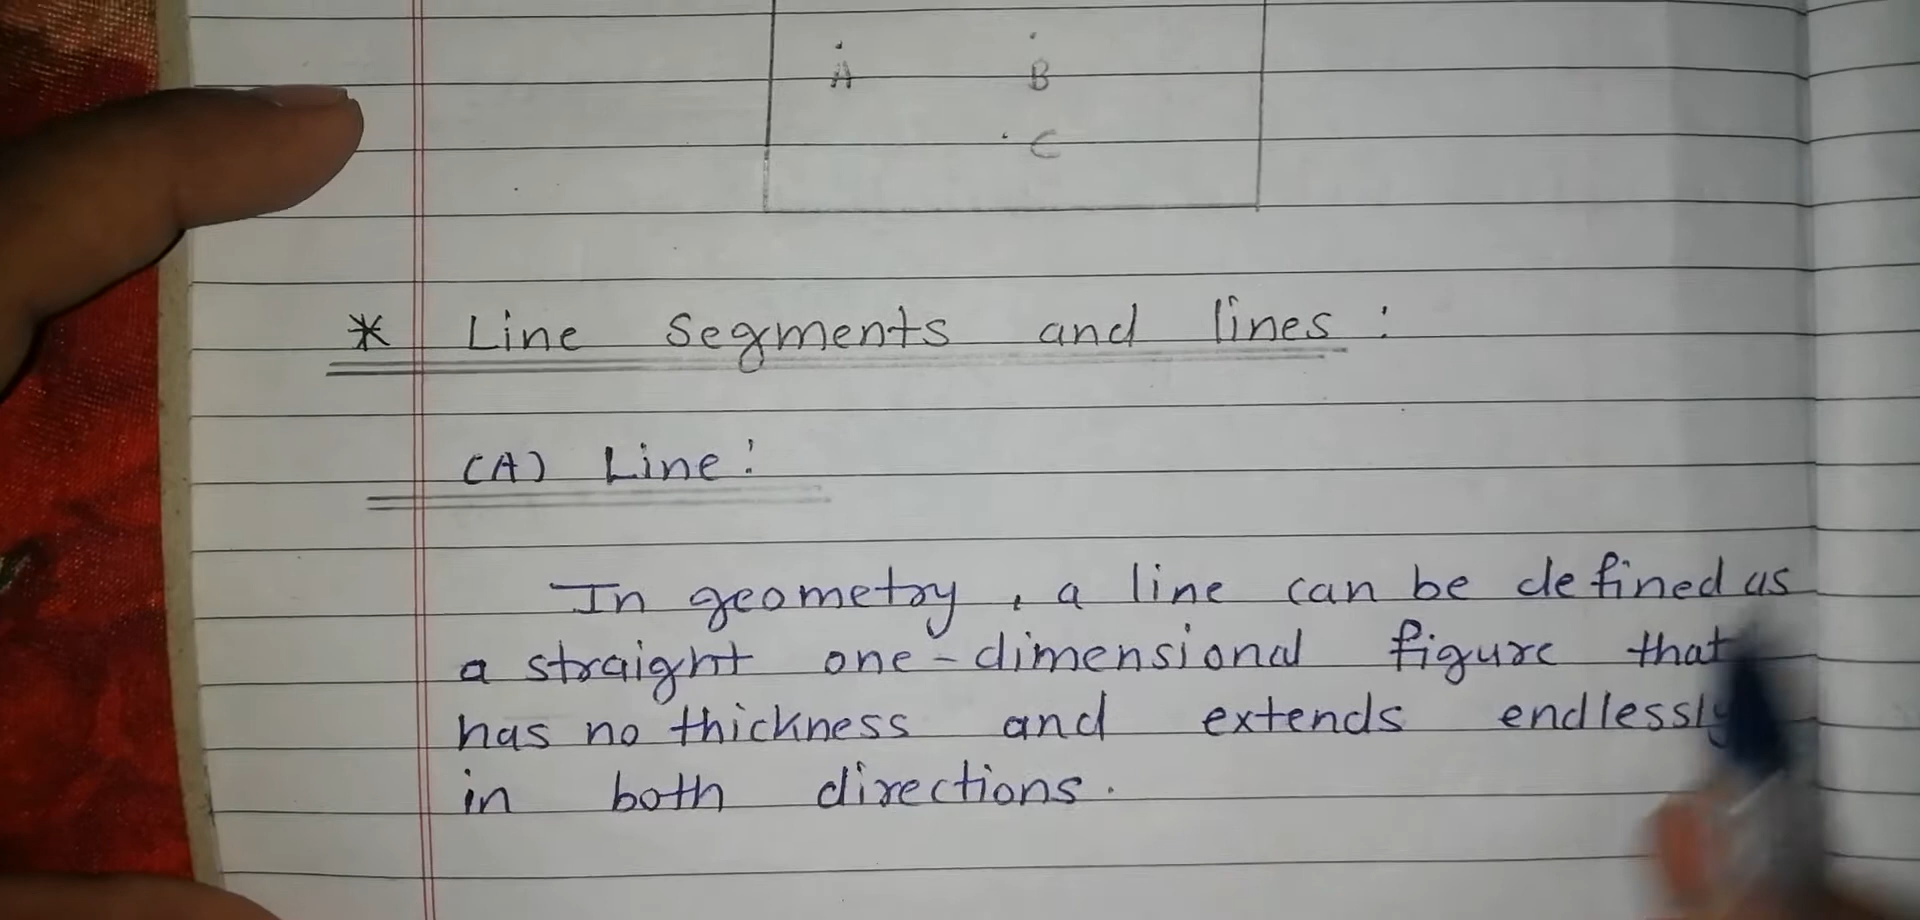 A B
C
* Line segments and lines :
(A) Line :
In geometry , a line can be defined as
a straight one-dimensional figure that
has no thickness and extends endlessly
in both directions .